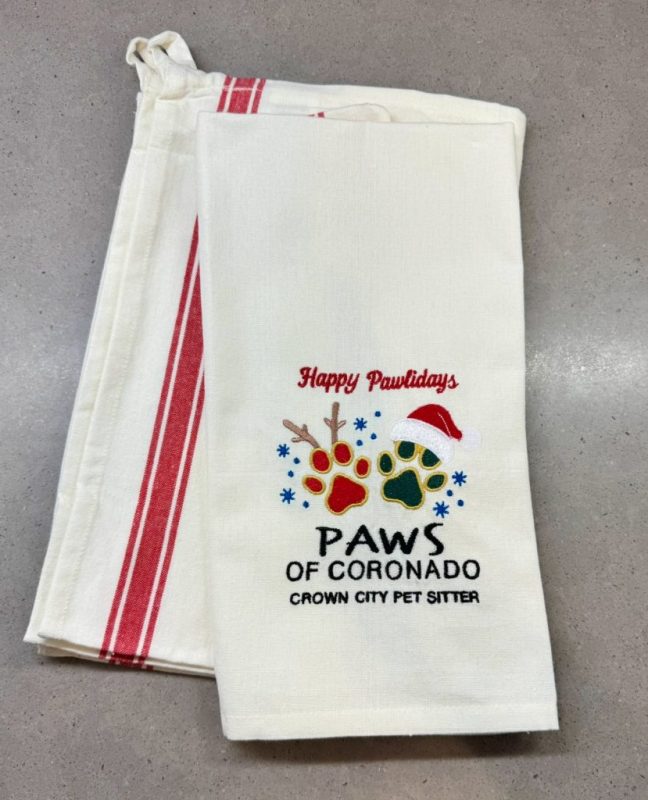 Happy Pawlidays
PAWS
OF CORONADO
CROWN CITY PET SITTER